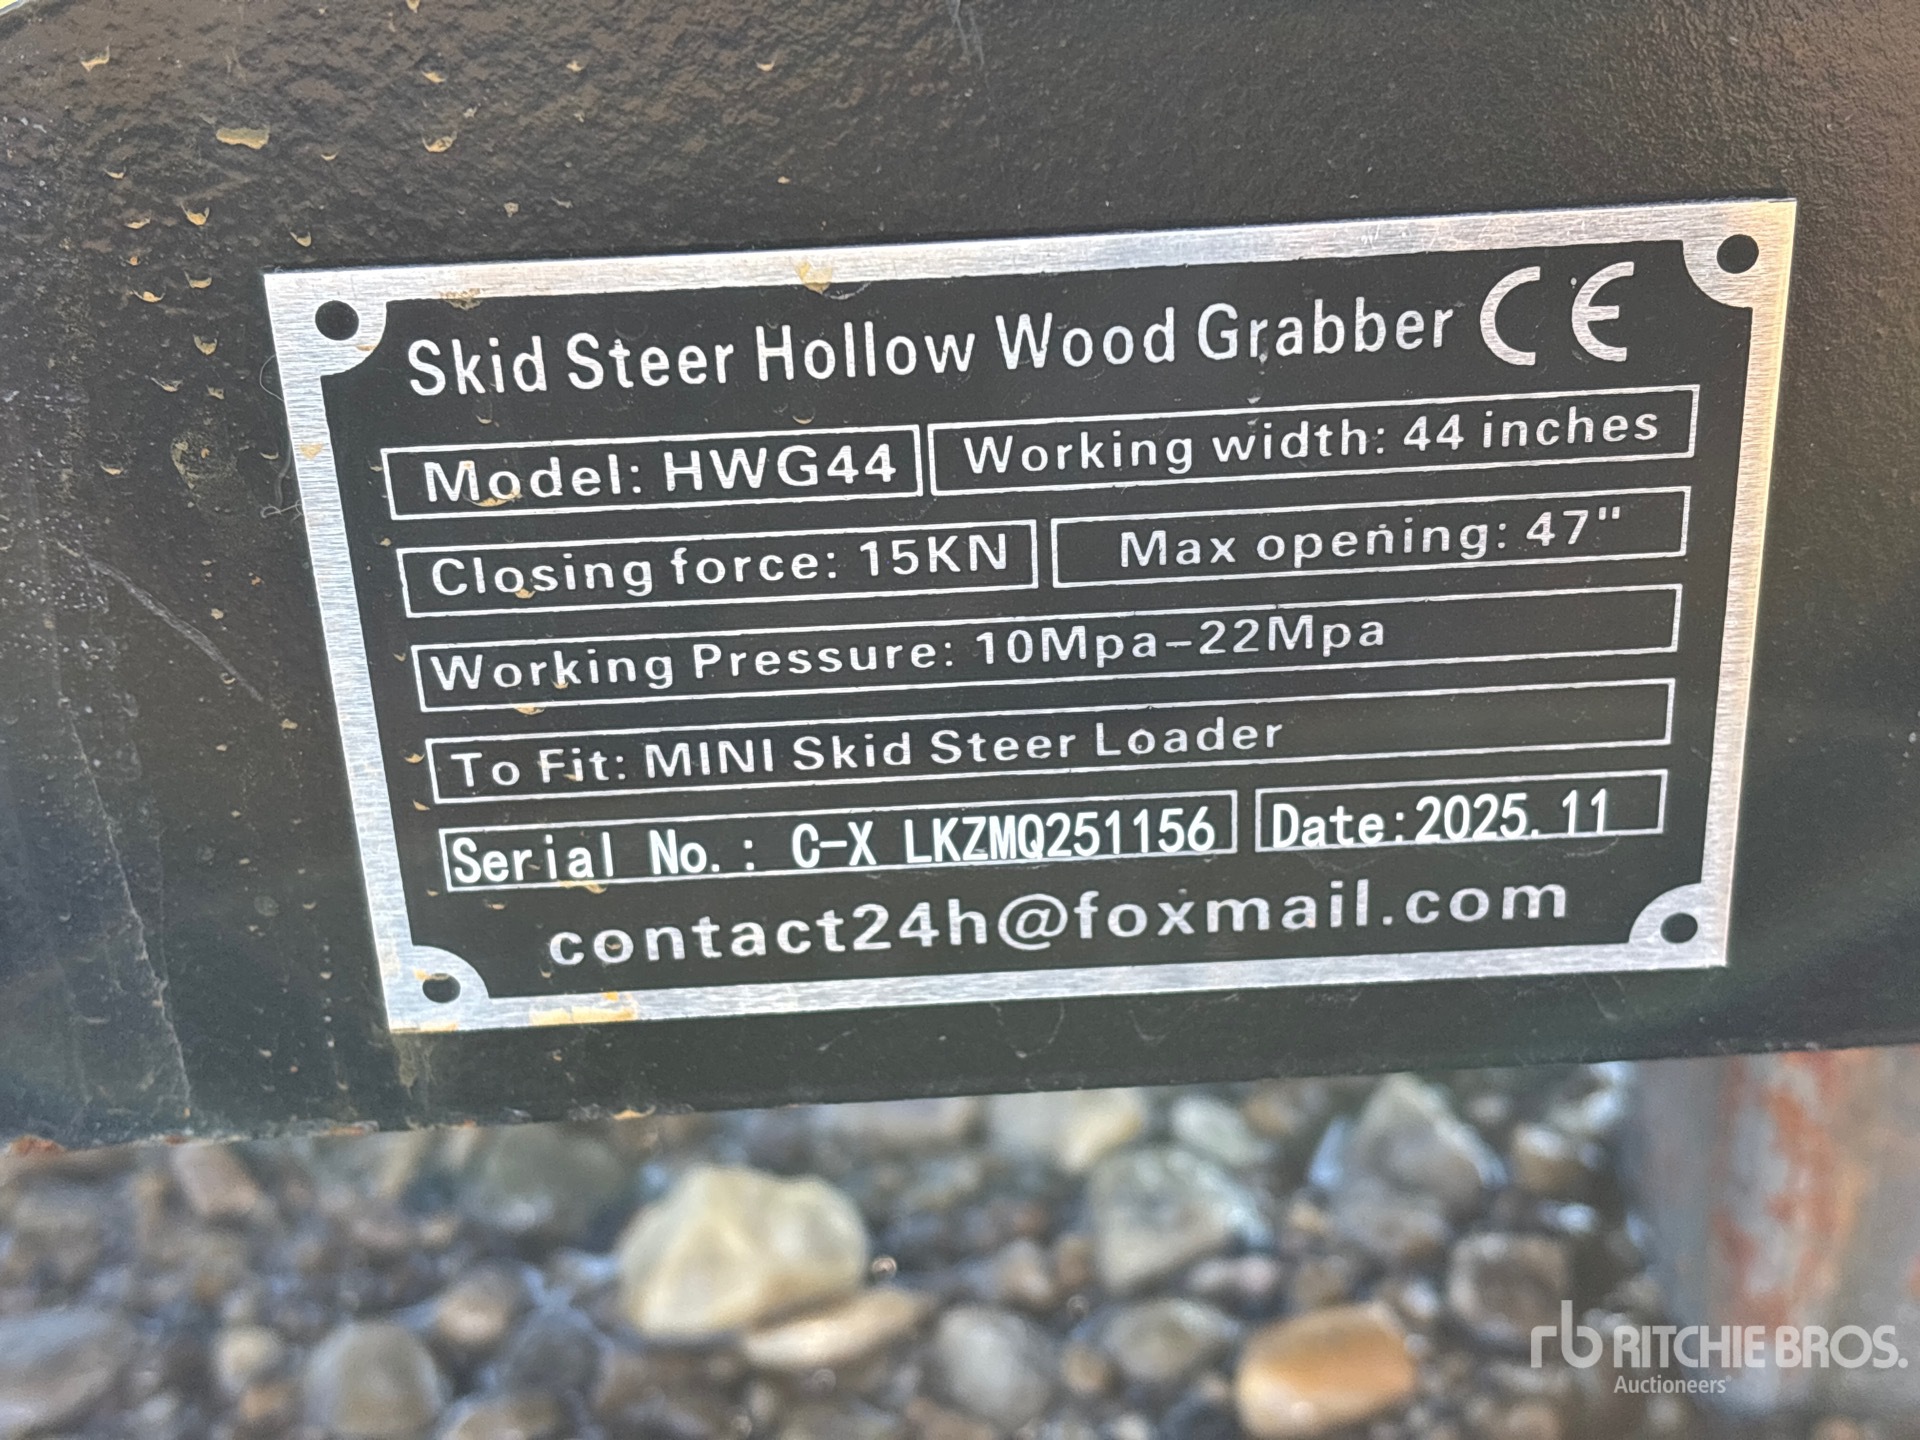 Skid Steer Hollow Wood Grabber CE
Model: HWG44 Working width: 44 inches
Closing force: 15KN Max opening: 47"
Working Pressure: 10Mpa-22Mpa
To Fit: MINI Skid Steer Loader
Serial No.: C-X LKZMQ251156 Date:2025.11
contact24h@foxmail.com
rb RITCHIE BROS.
Auctioneers